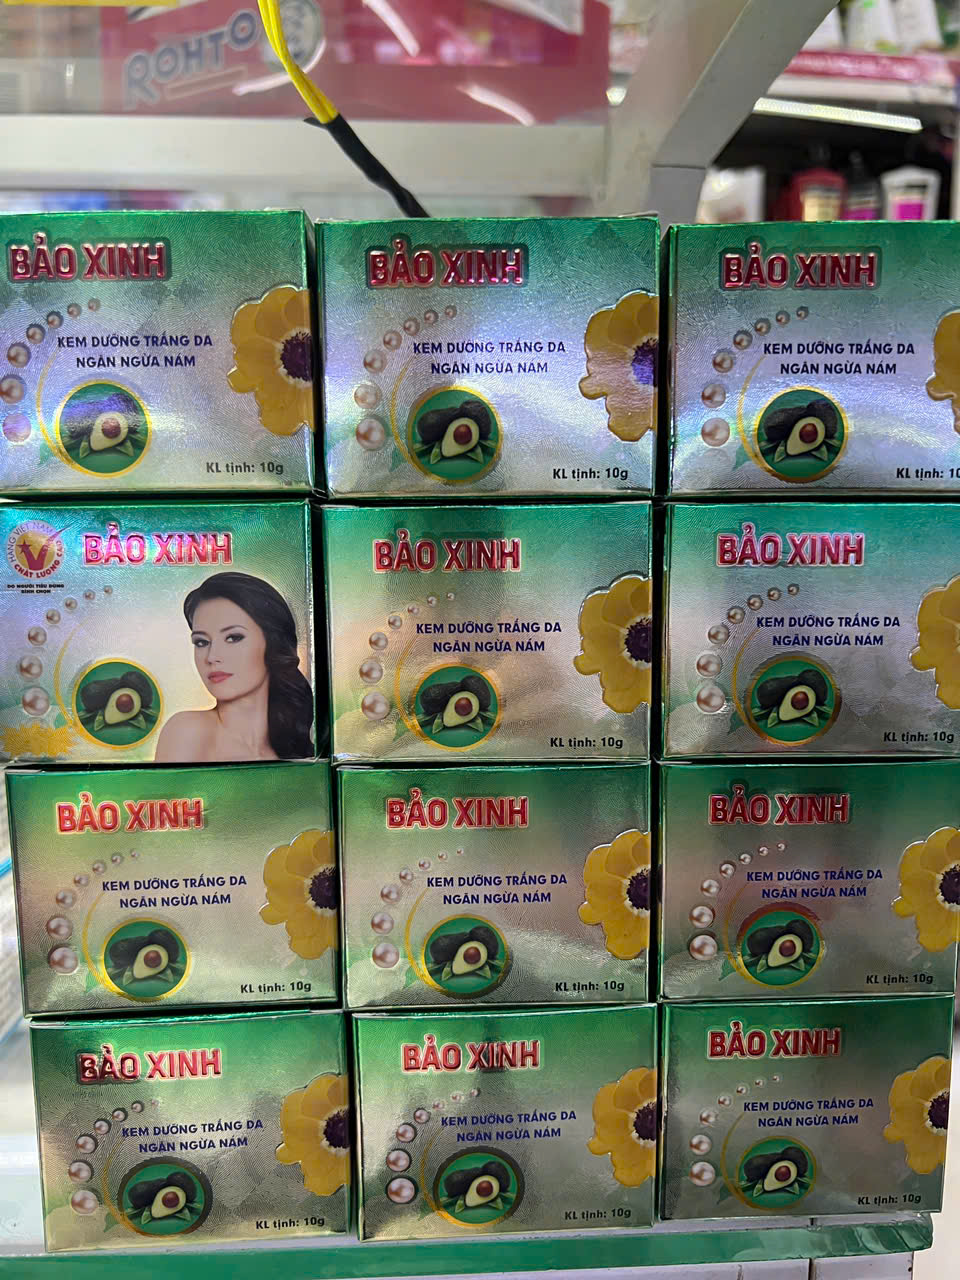 ROHTO
BẢO XINH
KEM DƯỠNG TRẮNG DA
NGĂN NGỪA NÁM
KL tịnh: 10g
BẢO XINH
KEM DƯỠNG TRẮNG DA
NGĂN NGỪA NÁM
KL tịnh: 10g
BẢO XINH
KEM DƯỠNG TRẮNG DA
NGĂN NGỪA NÁM
KL tịnh: 10
HÀNG VIỆT NAM
CHẤT LƯỢNG CAO
DO NGƯỜI TIÊU DÙNG
BÌNH CHỌN
BẢO XINH
BẢO XINH
KEM DƯỠNG TRẮNG DA
NGĂN NGỪA NÁM
KL tịnh: 10g
BẢO XINH
KEM DƯỠNG TRẮNG DA
NGĂN NGỪA NÁM
KL tịnh: 10g
BẢO XINH
KEM DƯỠNG TRẮNG DA
NGĂN NGỪA NÁM
KL tịnh: 10g
BẢO XINH
KEM DƯỠNG TRẮNG DA
NGĂN NGỪA NÁM
KL tịnh: 10g
BẢO XINH
KEM DƯỠNG TRẮNG DA
NGĂN NGỪA NÁM
KL tịnh: 10g
BẢO XINH
KEM DƯỠNG TRẮNG DA
NGĂN NGỪA NÁM
KL tịnh: 10g
BẢO XINH
KEM DƯỠNG TRẮNG DA
NGĂN NGỪA NÁM
KL tịnh: 10g
BẢO XINH
KEM DƯỠNG TRẮNG DA
NGĂN NGỪA NÁM
KL tịnh: 10g